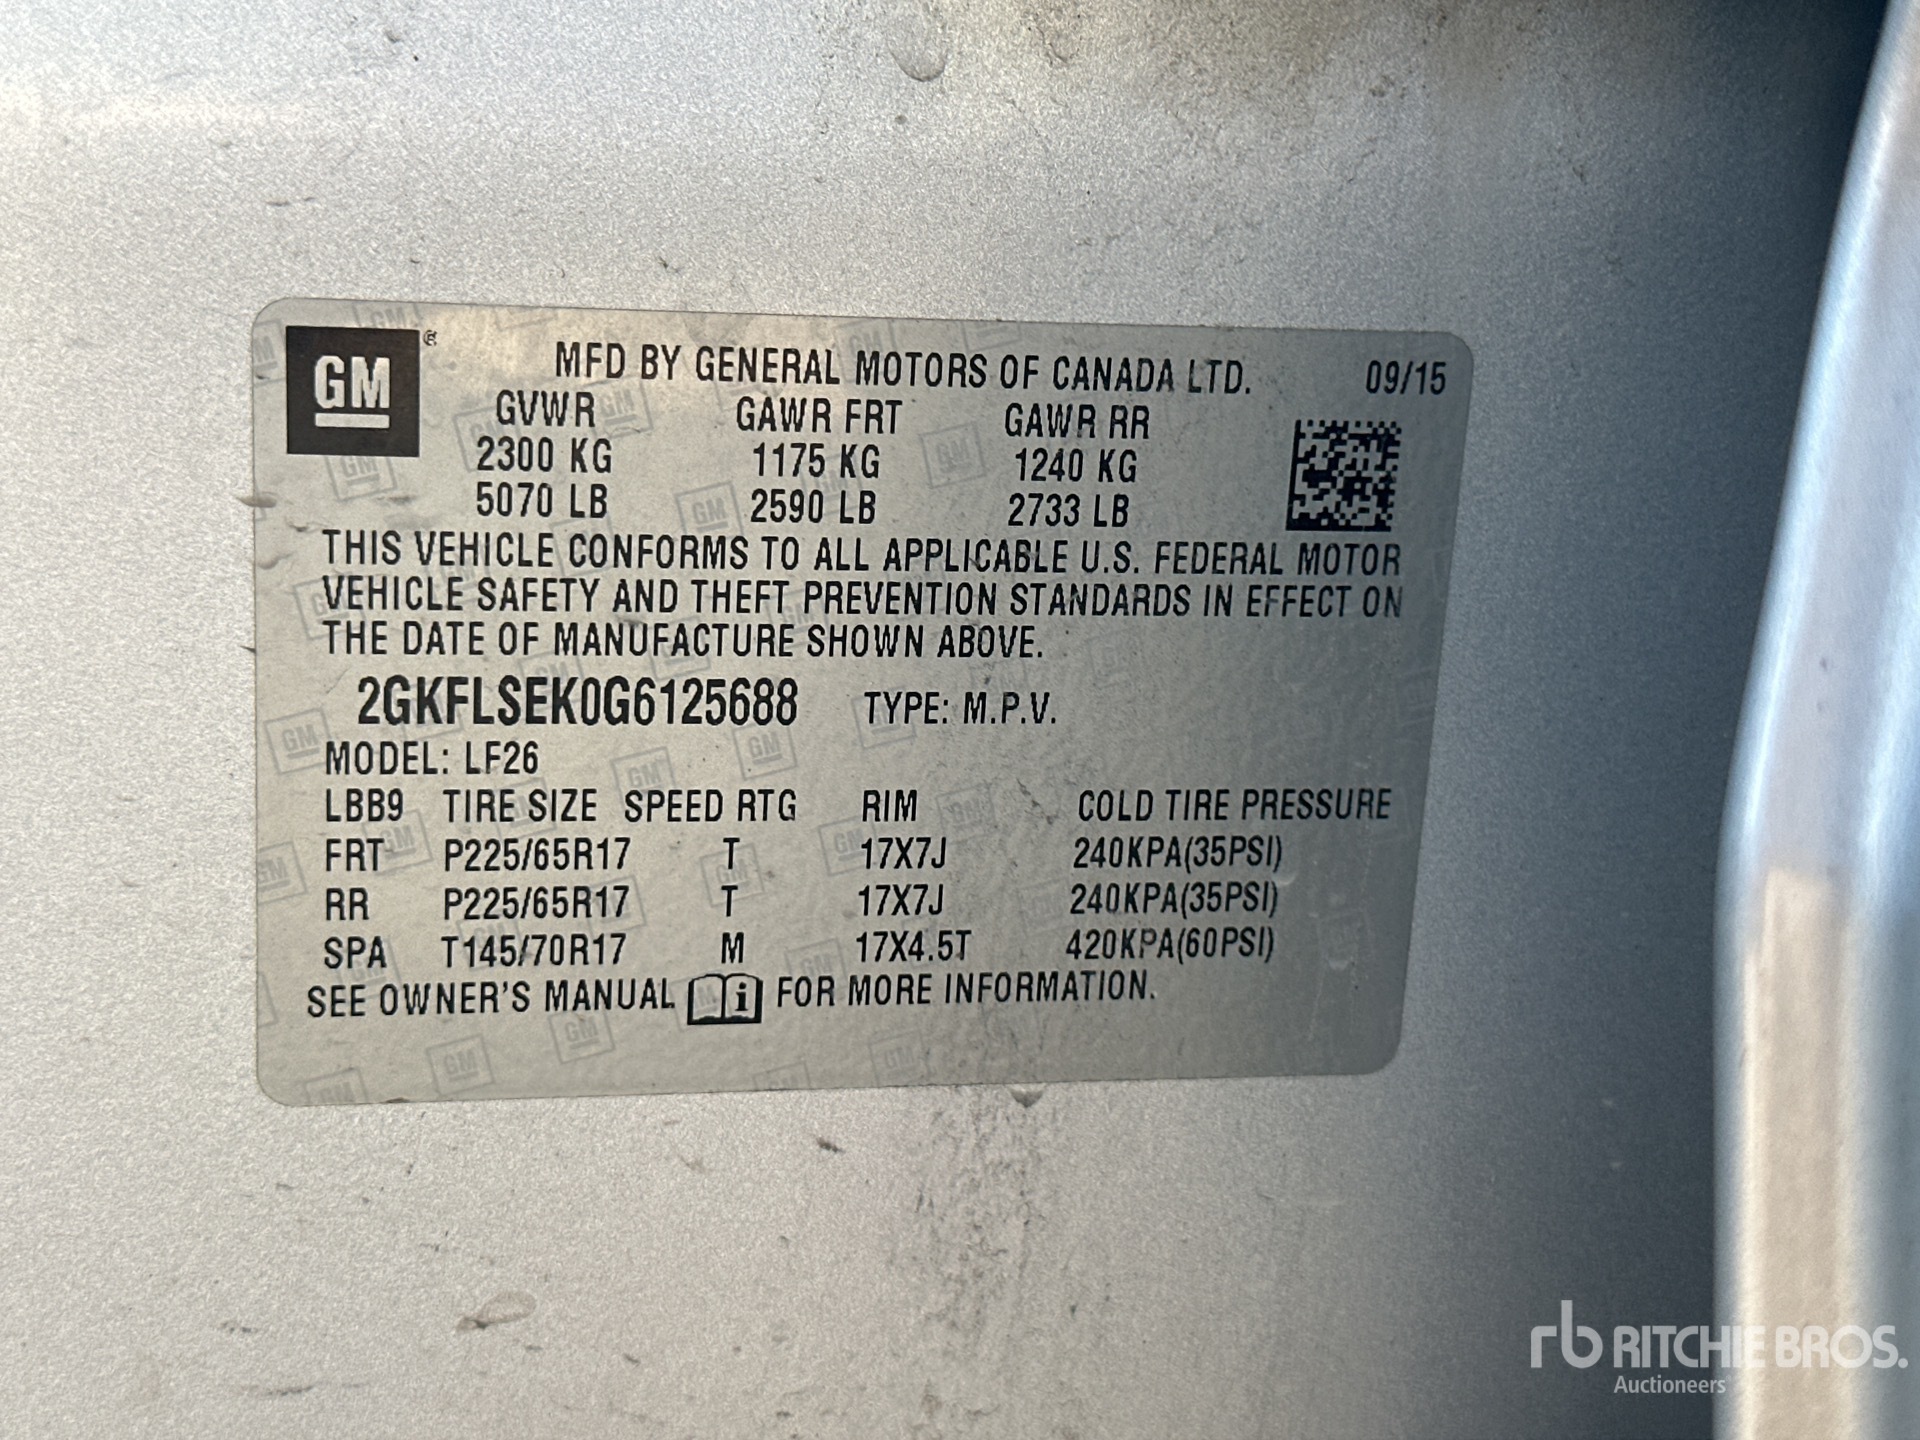 GM
MFD BY GENERAL MOTORS OF CANADA LTD. 09/15
GVWR GAWR FRT GAWR RR
2300 KG 1175 KG 1240 KG
5070 LB 2590 LB 2733 LB
THIS VEHICLE CONFORMS TO ALL APPLICABLE U.S. FEDERAL MOTOR
VEHICLE SAFETY AND THEFT PREVENTION STANDARDS IN EFFECT ON
THE DATE OF MANUFACTURE SHOWN ABOVE.
2GKFLSEK0G6125688 TYPE: M.P.V.
MODEL: LF26
LBB9 TIRE SIZE SPEED RTG RIM COLD TIRE PRESSURE
FRT P225/65R17 T 17X7J 240KPA(35PSI)
RR P225/65R17 T 17X7J 240KPA(35PSI)
SPA T145/70R17 M 17X4.5T 420KPA(60PSI)
SEE OWNER'S MANUAL i FOR MORE INFORMATION.
rb RITCHIE BROS.
Auctioneers